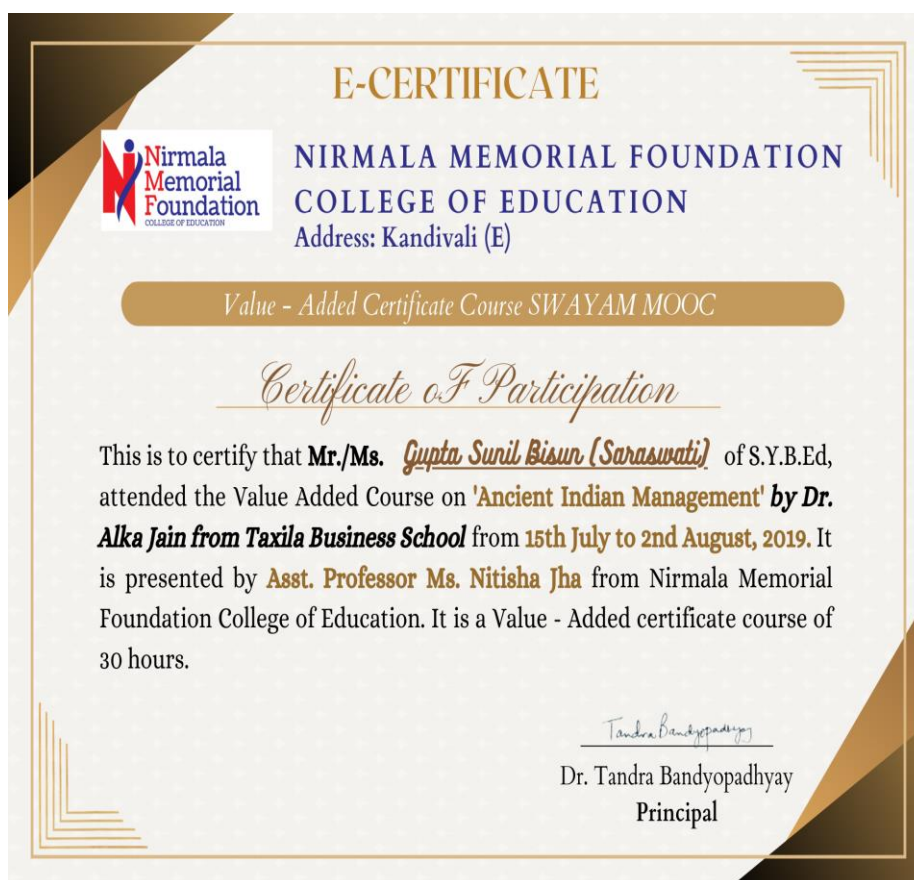 E-CERTIFICATE
Nirmala
Memorial
Foundation
COLLEGE OF EDUCATION
NIRMALA MEMORIAL FOUNDATION
COLLEGE OF EDUCATION
Address: Kandivali (E)
Value - Added Certificate Course SWAYAM MOOC
Certificate oF Participation
This is to certify that Mr./Ms. Gupta Sunil Bisun (Saraswati) of S.Y.B.Ed,
attended the Value Added Course on 'Ancient Indian Management' by Dr.
Alka Jain from Taxila Business School from 15th July to 2nd August, 2019. It
is presented by Asst. Professor Ms. Nitisha Jha from Nirmala Memorial
Foundation College of Education. It is a Value - Added certificate course of
30 hours.
Tandra Bandyopadhyay
Dr. Tandra Bandyopadhyay
Principal